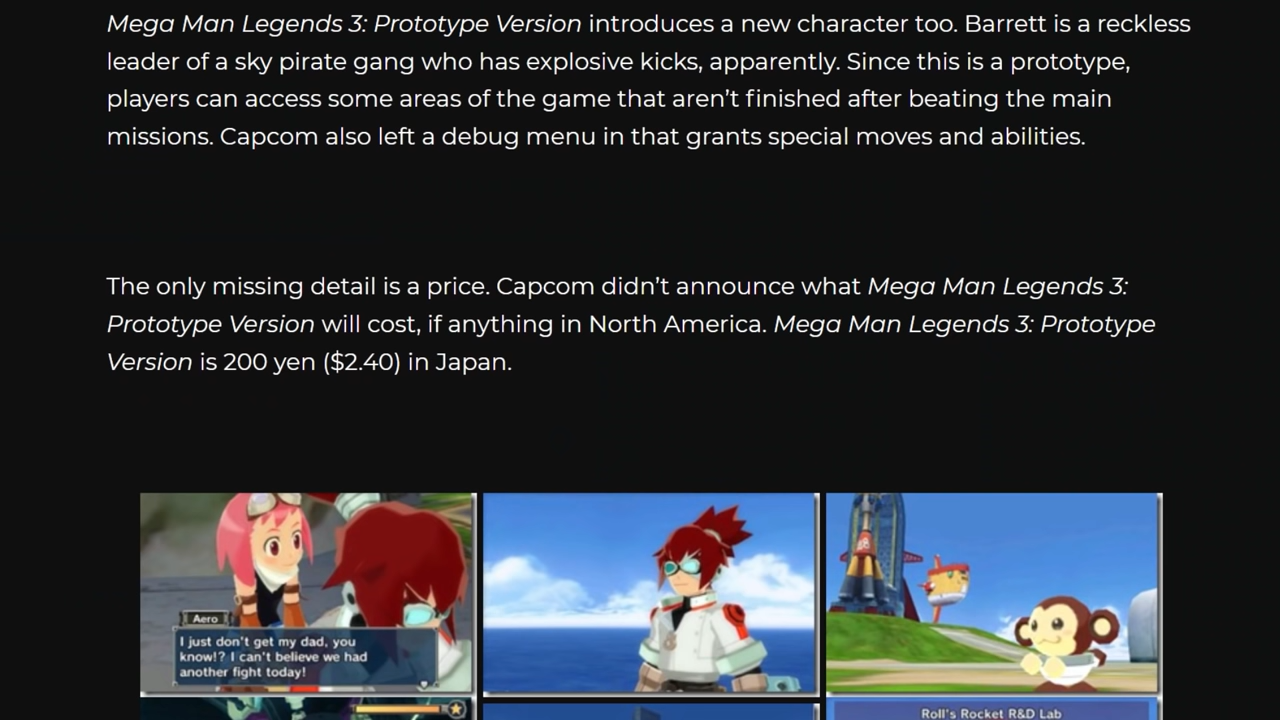 Mega Man Legends 3: Prototype Version introduces a new character too. Barrett is a reckless
leader of a sky pirate gang who has explosive kicks, apparently. Since this is a prototype,
players can access some areas of the game that aren’t finished after beating the main
missions. Capcom also left a debug menu in that grants special moves and abilities.
The only missing detail is a price. Capcom didn’t announce what Mega Man Legends 3:
Prototype Version will cost, if anything in North America. Mega Man Legends 3: Prototype
Version is 200 yen ($2.40) in Japan.
Aero
I just don't get my dad, you
know!? I can't believe we had
another fight today!
Roll's Rocket R&D Lab